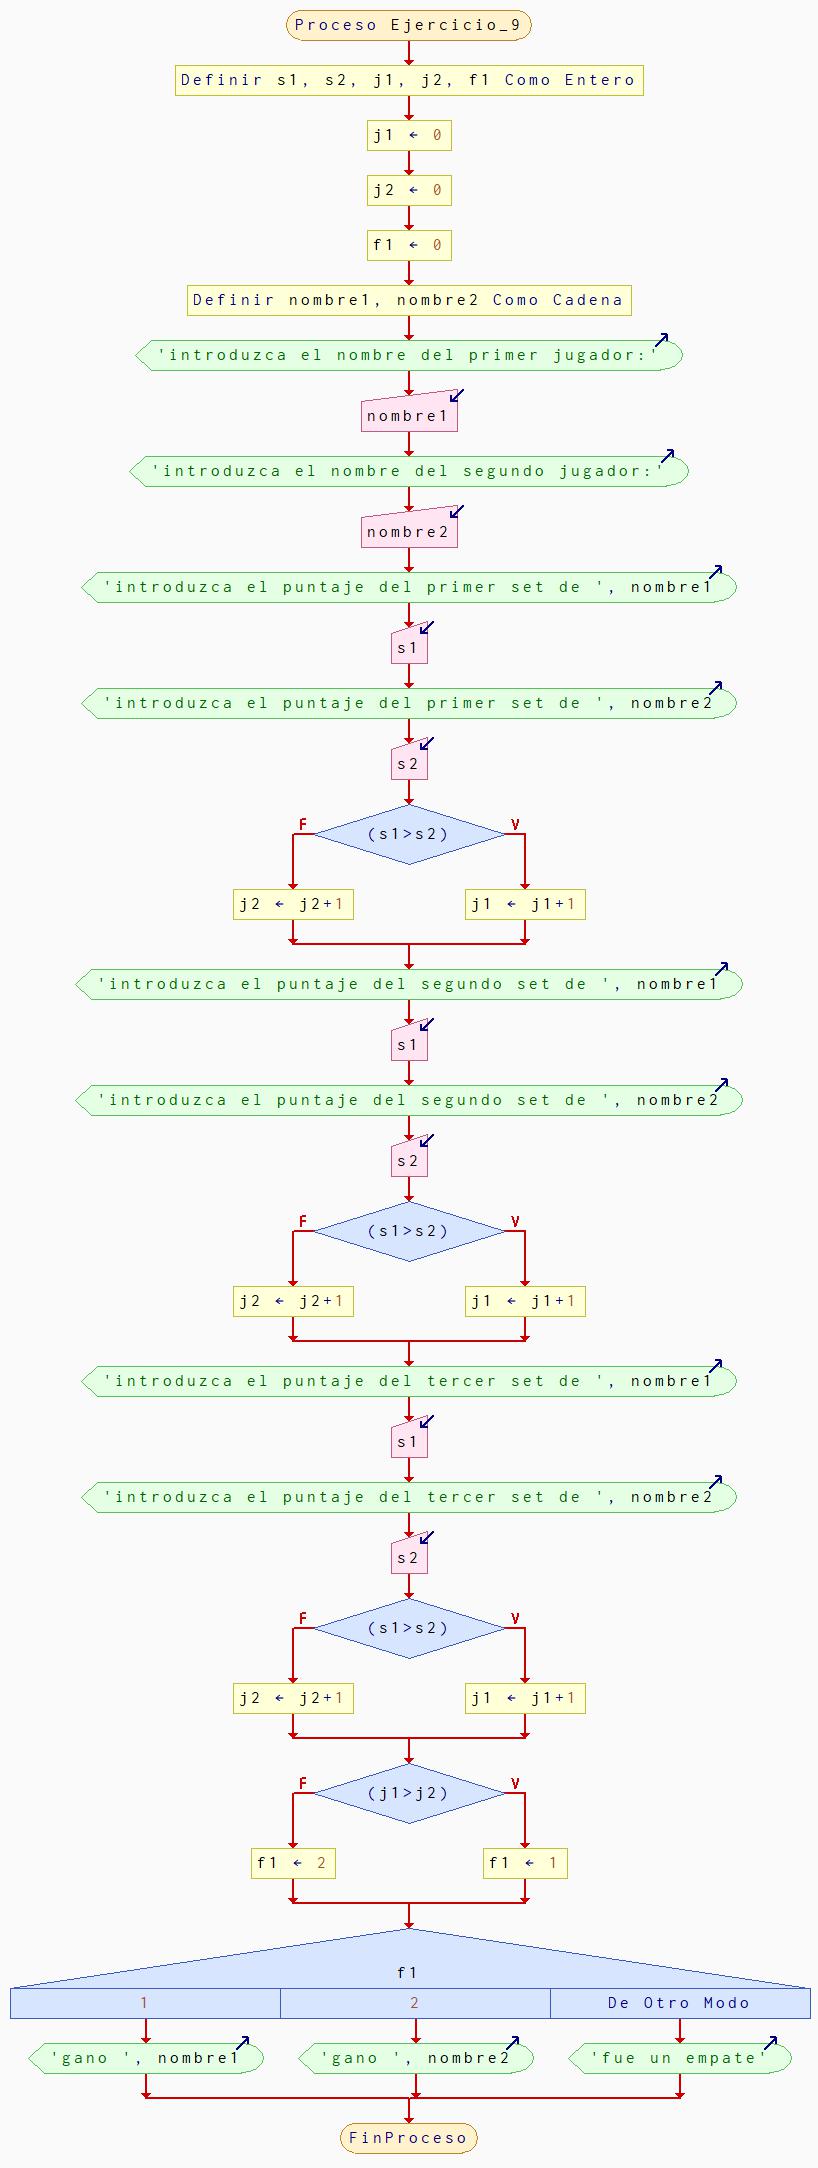 Proceso Ejercicio_9
Definir s1, s2, j1, j2, f1 Como Entero
j1 ← 0
j2 ← 0
f1 ← 0
Definir nombre1, nombre2 Como Cadena
'introduzca el nombre del primer jugador:'
nombre1
'introduzca el nombre del segundo jugador:'
nombre2
'introduzca el puntaje del primer set de ', nombre1
s1
'introduzca el puntaje del primer set de ', nombre2
s2
F V
(s1>s2)
j2 ← j2+1 j1 ← j1+1
'introduzca el puntaje del segundo set de ', nombre1
s1
'introduzca el puntaje del segundo set de ', nombre2
s2
F V
(s1>s2)
j2 ← j2+1 j1 ← j1+1
'introduzca el puntaje del tercer set de ', nombre1
s1
'introduzca el puntaje del tercer set de ', nombre2
s2
F V
(s1>s2)
j2 ← j2+1 j1 ← j1+1
F V
(j1>j2)
f1 ← 2 f1 ← 1
f1
1 2 De Otro Modo
'gano ', nombre1 'gano ', nombre2 'fue un empate'
FinProceso